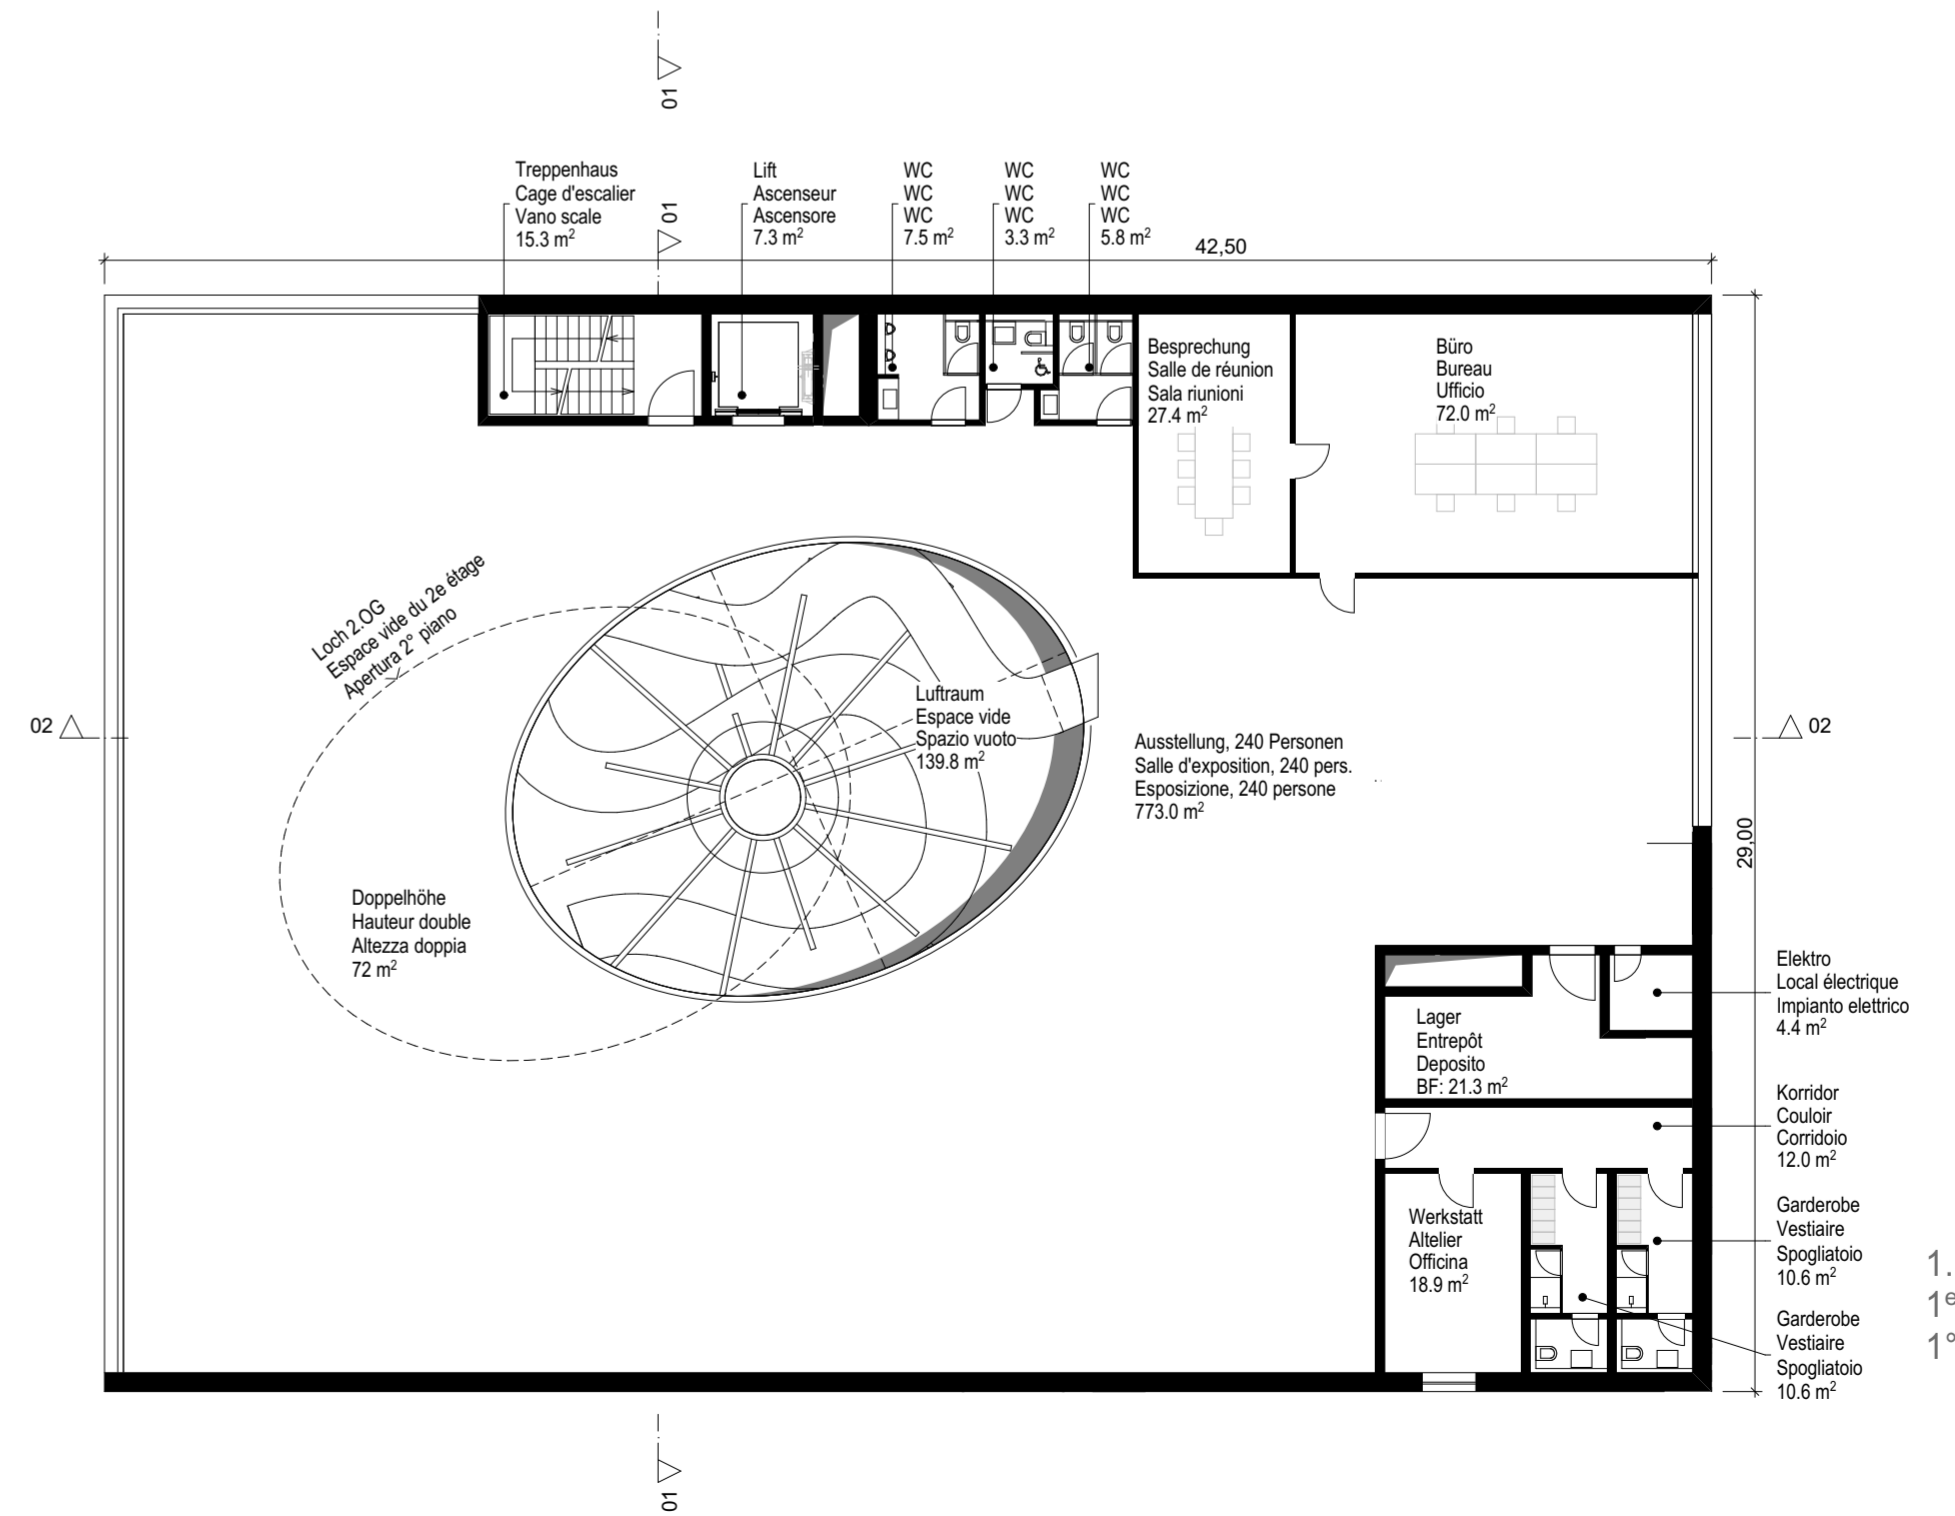 01
01
Treppenhaus
Cage d'escalier
Vano scale
15.3 m²
Lift
Ascenseur
Ascensore
7.3 m²
WC
WC
WC
7.5 m²
WC
WC
WC
3.3 m²
WC
WC
WC
5.8 m²
42,50
Besprechung
Salle de réunion
Sala riunioni
27.4 m²
Büro
Bureau
Ufficio
72.0 m²
Loch 2.OG
Espace vide du 2e étage
Apertura 2° piano
Luftraum
Espace vide
Spazio vuoto
139.8 m²
02
02
Ausstellung, 240 Personen
Salle d'exposition, 240 pers.
Esposizione, 240 persone
773.0 m²
29,00
Doppelhöhe
Hauteur double
Altezza doppia
72 m²
Elektro
Local électrique
Impianto elettrico
4.4 m²
Lager
Entrepôt
Deposito
BF: 21.3 m²
Korridor
Couloir
Corridoio
12.0 m²
Werkstatt
Altelier
Officina
18.9 m²
Garderobe
Vestiaire
Spogliatoio
10.6 m²
Garderobe
Vestiaire
Spogliatoio
10.6 m²
1.
1e
1°
01